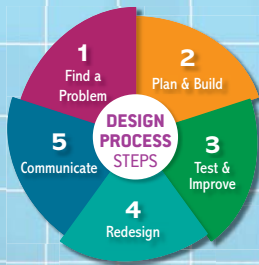 1
Find a
Problem
2
Plan & Build
3
Test &
Improve
4
Redesign
5
Communicate
DESIGN
PROCESS
STEPS